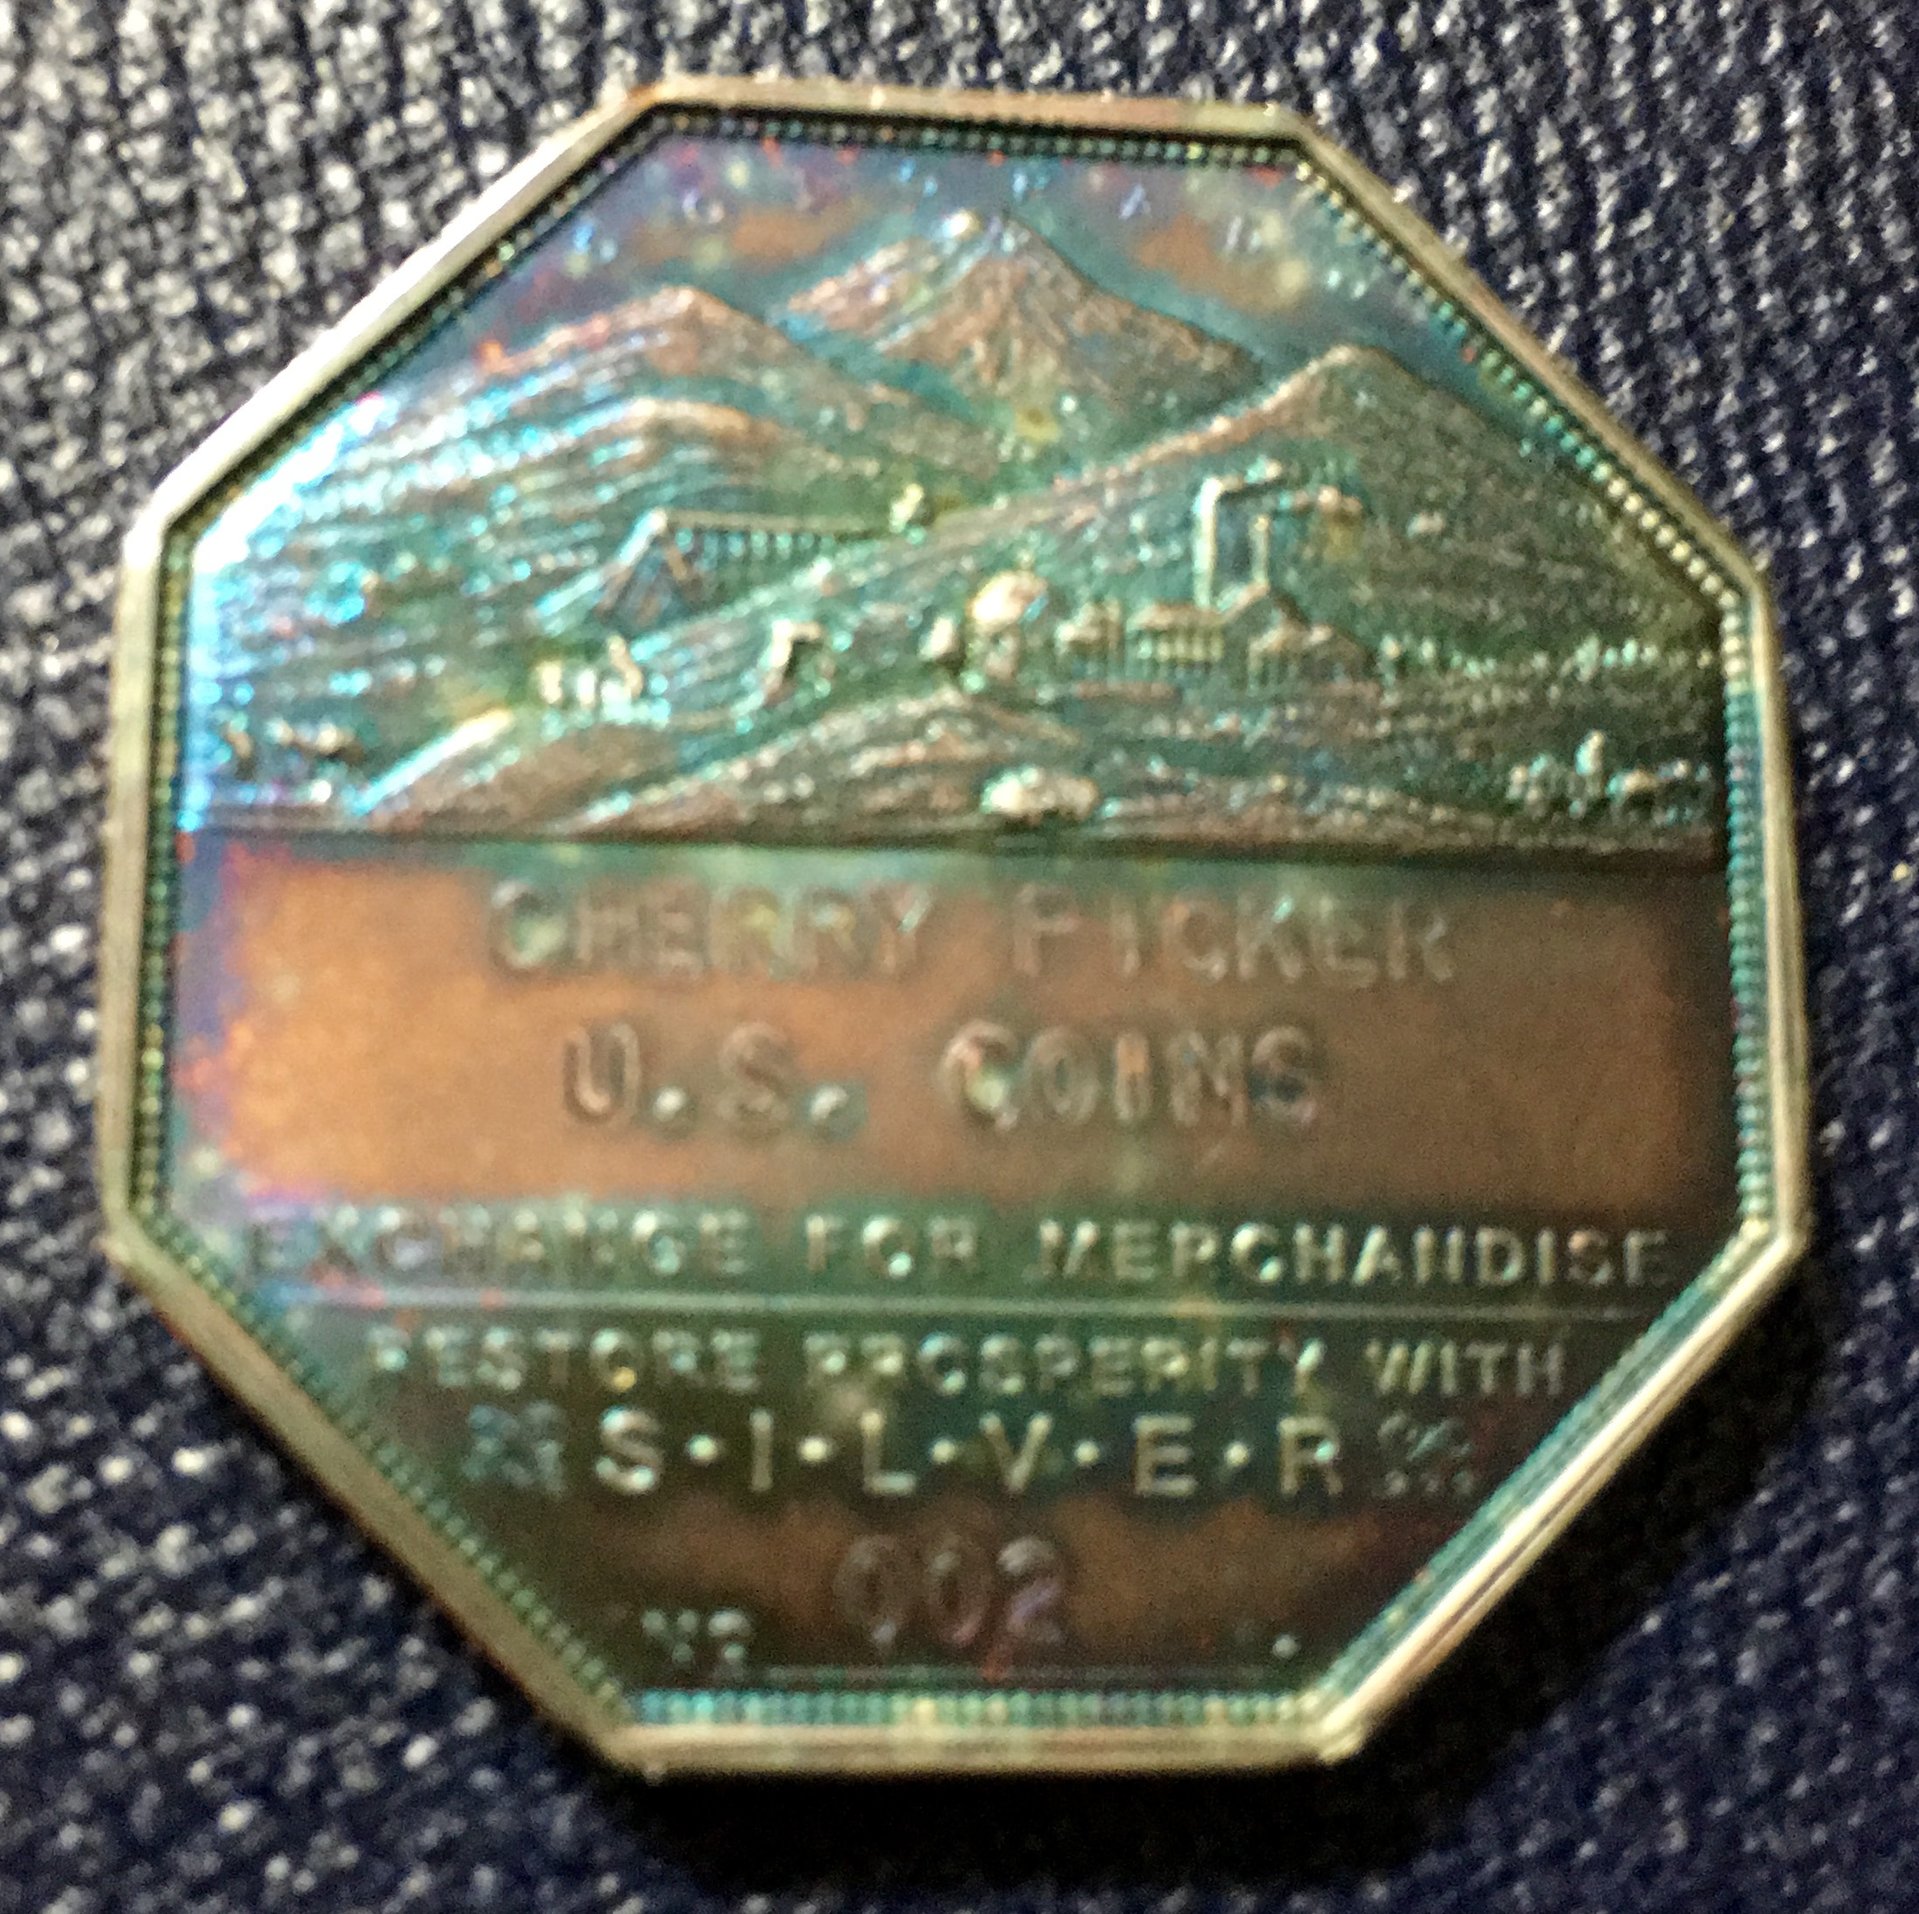 CHERRY PICKER
U.S. COINS
EXCHANGE FOR MERCHANDISE
RESTORE PROSPERITY WITH
S·I·L·V·E·R
002